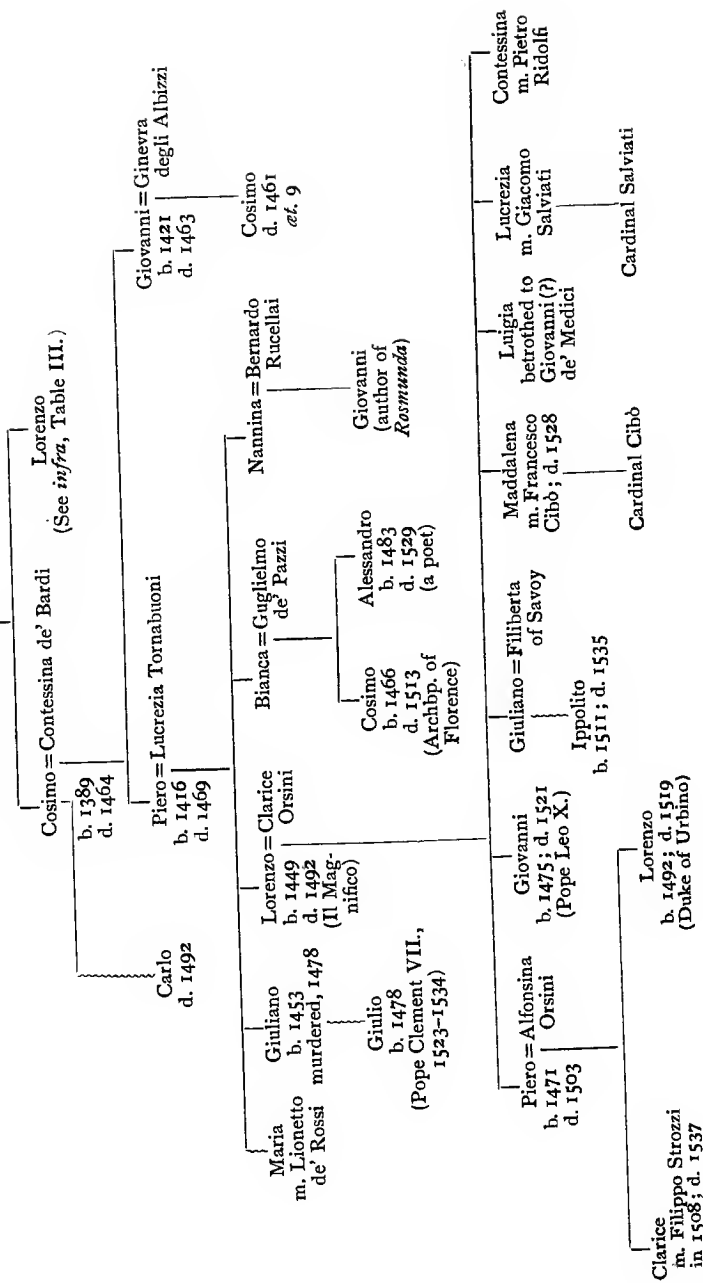 Cosimo=Contessina de' Bardi
b. 1389
d. 1464
Lorenzo
(See infra, Table III.)
Carlo
d. 1492
Piero=Lucrezia Tornabuoni
b. 1416
d. 1469
Giovanni=Ginevra
degli Albizzi
b. 1421
d. 1463
Cosimo
d. 1461
æt. 9
Maria
m. Lionetto
de' Rossi
Giuliano
b. 1453
murdered, 1478
Giulio
b. 1478
(Pope Clement VII.,
1523–1534)
Lorenzo=Clarice
Orsini
b. 1449
d. 1492
(Il Mag-
nifico)
Bianca=Guglielmo
de' Pazzi
Cosimo
b. 1466
d. 1513
(Archbp. of
Florence)
Alessandro
b. 1483
d. 1529
(a poet)
Nannina=Bernardo
Rucellai
Giovanni
(author of
Rosmunda)
Piero=Alfonsina
Orsini
b. 1471
d. 1503
Giovanni
b. 1475; d. 1521
(Pope Leo X.)
Giuliano=Filiberta
of Savoy
Ippolito
b. 1511; d. 1535
Maddalena
m. Francesco
Cibò; d. 1528
Cardinal Cibò
Luigia
betrothed to
Giovanni(?)
de' Medici
Lucrezia
m. Giacomo
Salviati
Cardinal Salviati
Contessina
m. Pietro
Ridolfi
Clarice
m. Filippo Strozzi
in 1508; d. 1537
Lorenzo
b. 1492; d. 1519
(Duke of Urbino)